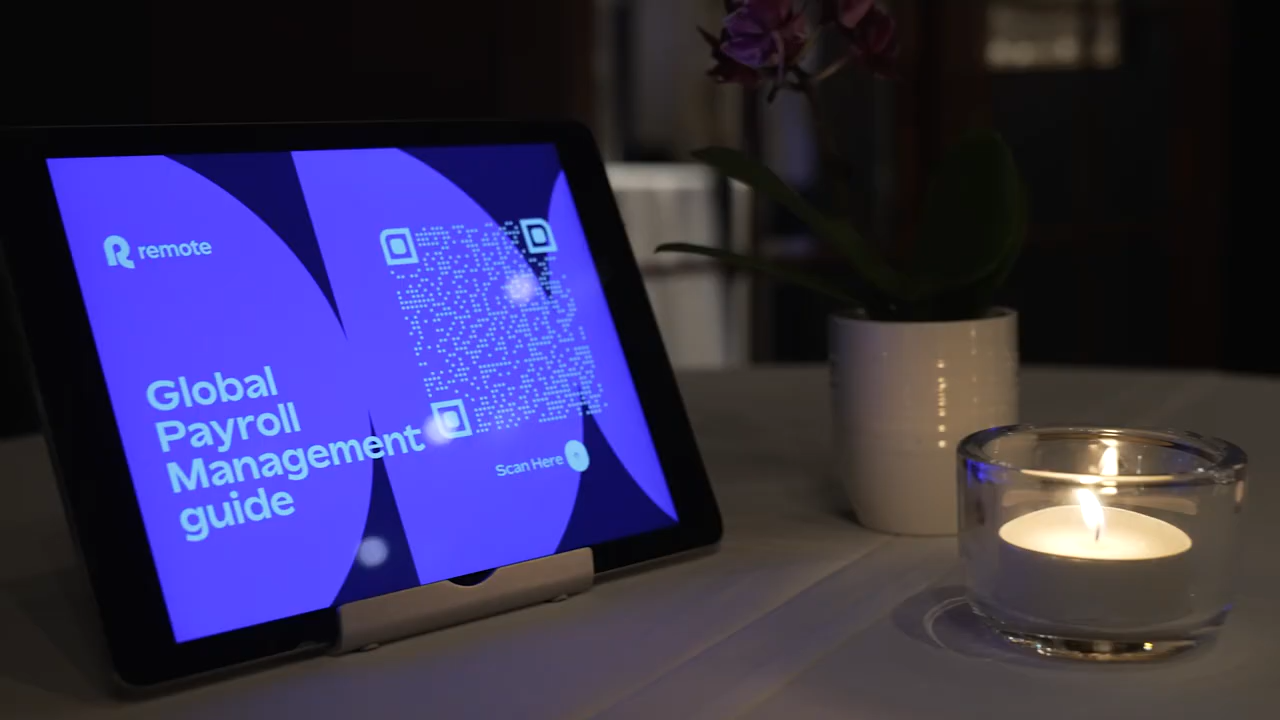 remote
Global
Payroll
Management
guide
Scan Here